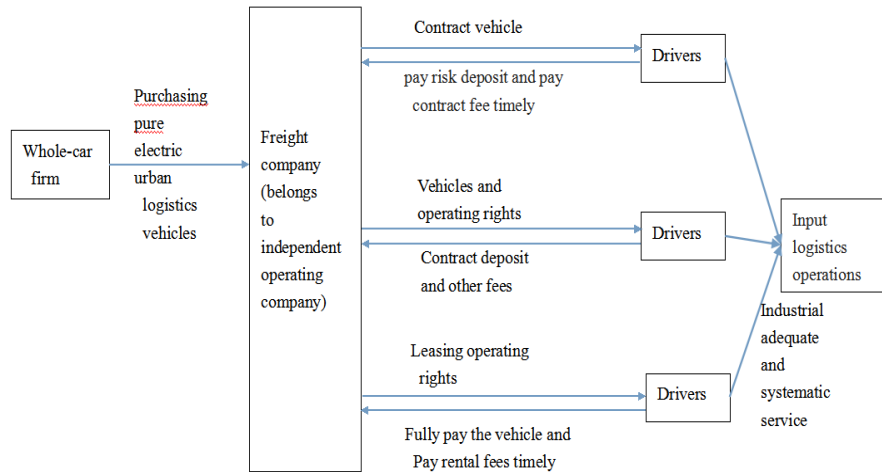 Whole-car
firm
Purchasing
pure
electric
urban
logistics
vehicles
Freight
company
(belongs
to
independent
operating
company)
Contract vehicle
pay risk deposit and pay
contract fee timely
Drivers
Vehicles and
operating rights
Contract deposit
and other fees
Drivers
Leasing operating
rights
Fully pay the vehicle and
Pay rental fees timely
Drivers
Input
logistics
operations
Industrial
adequate
and
systematic
service